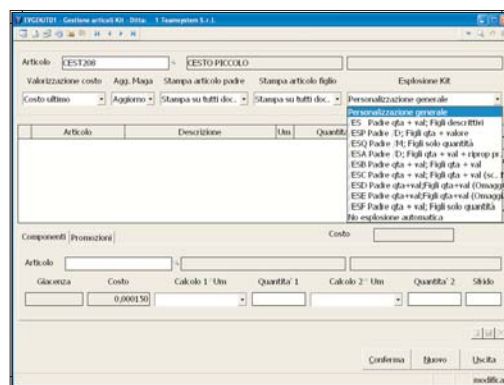 EVGEKIT01 - Gestione articoli Kit - Ditta: 1 Teamsystem S.r.l.
Articolo CEST208 - CESTO PICCOLO
Valorizzazione costo Agg. Maga Stampa articolo padre Stampa articolo figlio Esplosione Kit
Costo ultimo Aggiorno Stampa su tutti doc. Stampa su tutti doc. Personalizzazione generale
Personalizzazione generale
ES Padre qta + val; Figli descrittivi
ESP Padre /D; Figli qta + valore
ESQ Padre /M; Figli solo quantità
ESA Padre /D; Figli qta + val + riprop pr.
ESB Padre qta + val; Figli qta + val
ESC Padre qta + val; Figli qta + val (sc.
ESD Padre qta+val;Figli qta+val (Omaggi
ESE Padre qta+val;Figli qta+val (Omaggi
ESF Padre qta + val; Figli solo quantità
No esplosione automatica
Articolo Descrizione Um Quantita
Componenti Promozioni Costo
Articolo -
Giacenza Costo Calcolo 1^ Um Quantita' 1 Calcolo 2^ Um Quantita' 2 Sfrido
0,000150
Conferma Nuovo Uscita
modifica